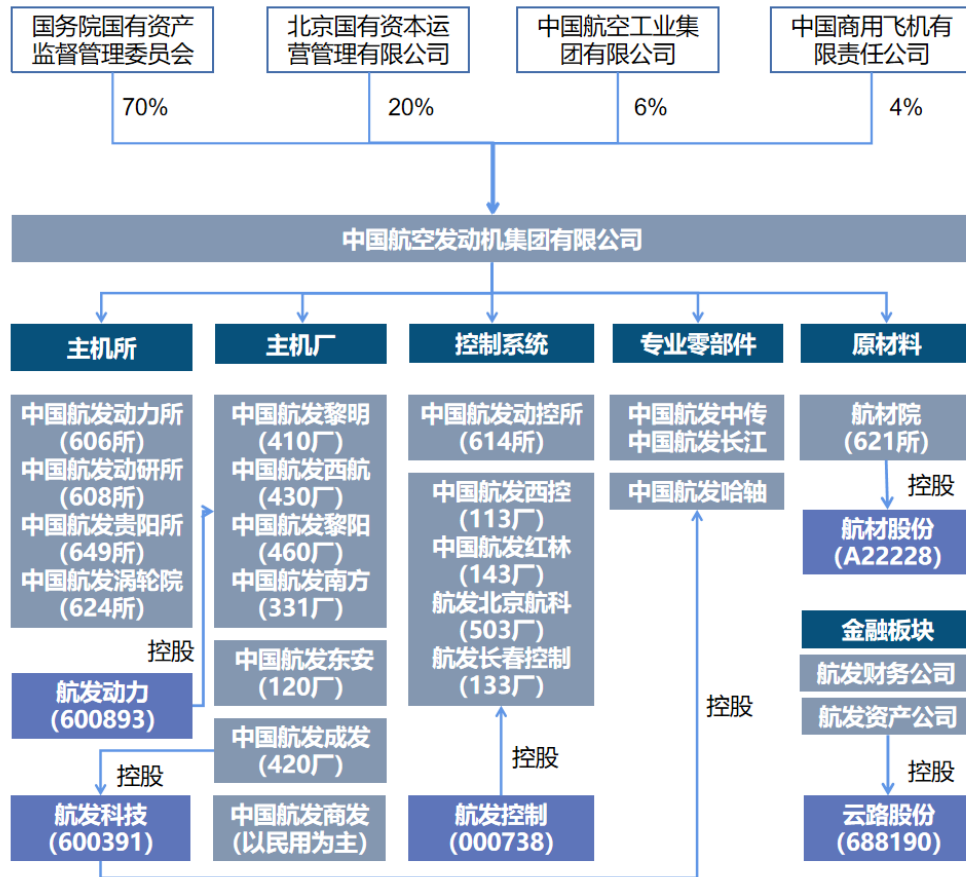 国务院国有资产
监督管理委员会
北京国有资本运
营管理有限公司
中国航空工业集
团有限公司
中国商用飞机有
限责任公司
70%
20%
6%
4%
中国航空发动机集团有限公司
主机所
主机厂
控制系统
专业零部件
原材料
中国航发动力所
(606所)
中国航发动研所
(608所)
中国航发贵阳所
(649所)
中国航发涡轮院
(624所)
控股
航发动力
(600893)
控股
航发科技
(600391)
中国航发黎明
(410厂)
中国航发西航
(430厂)
中国航发黎阳
(460厂)
中国航发南方
(331厂)
中国航发东安
(120厂)
中国航发成发
(420厂)
中国航发商发
(以民用为主)
中国航发动控所
(614所)
中国航发西控
(113厂)
中国航发红林
(143厂)
航发北京航科
(503厂)
航发长春控制
(133厂)
控股
航发控制
(000738)
中国航发中传
中国航发长江
中国航发哈轴
控股
航材院
(621所)
控股
航材股份
(A22228)
金融板块
航发财务公司
航发资产公司
控股
云路股份
(688190)